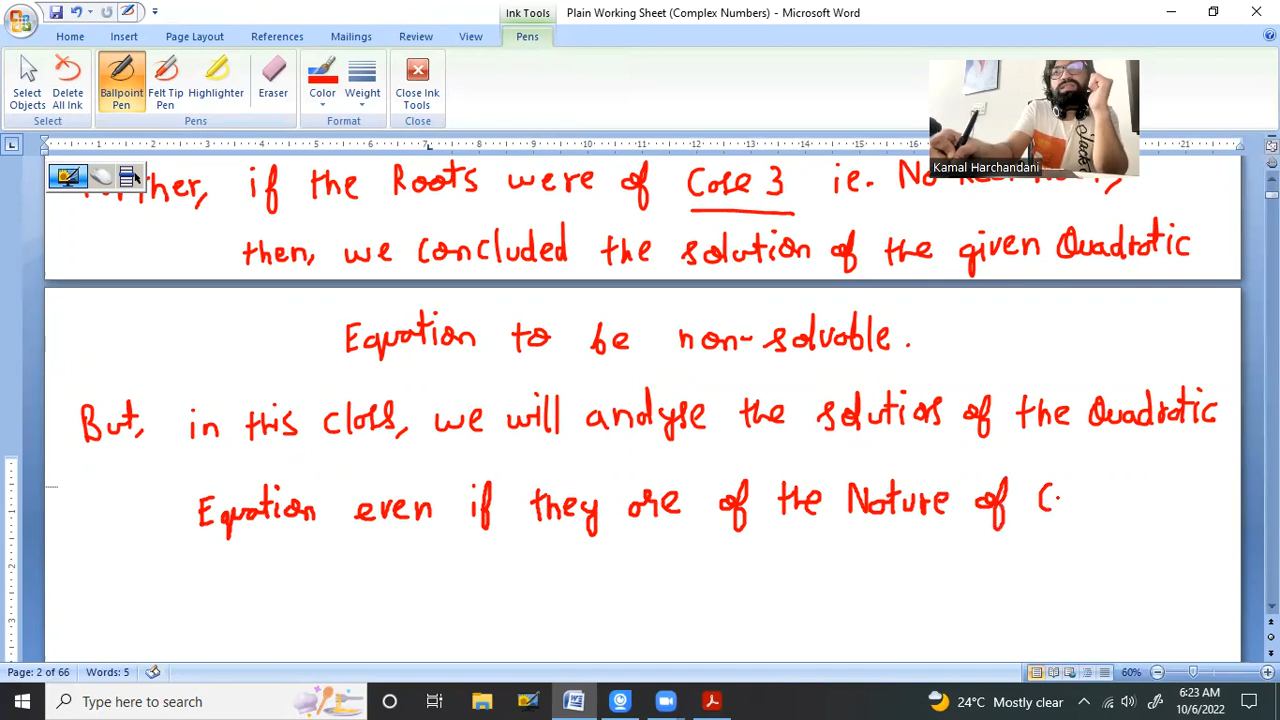 Ink Tools
Plain Working Sheet (Complex Numbers) - Microsoft Word
Home Insert Page Layout References Mailings Review View Pens
Select Objects
Delete All Ink
Ballpoint Pen
Felt Tip Pen
Highlighter
Eraser
Color
Weight
Close Ink Tools
Select Pens Format Close
Kamal Harchandani
if the Roots were of Case 3 ie. No
then, we concluded the solution of the given Quadratic
Equation to be non-solvable.
But, in this class, we will analyse the solutios of the Quadratic
Equation even if they are of the Nature of C
Page: 2 of 66 Words: 5 60%
Type here to search
24°C Mostly clear
6:23 AM
10/6/2022